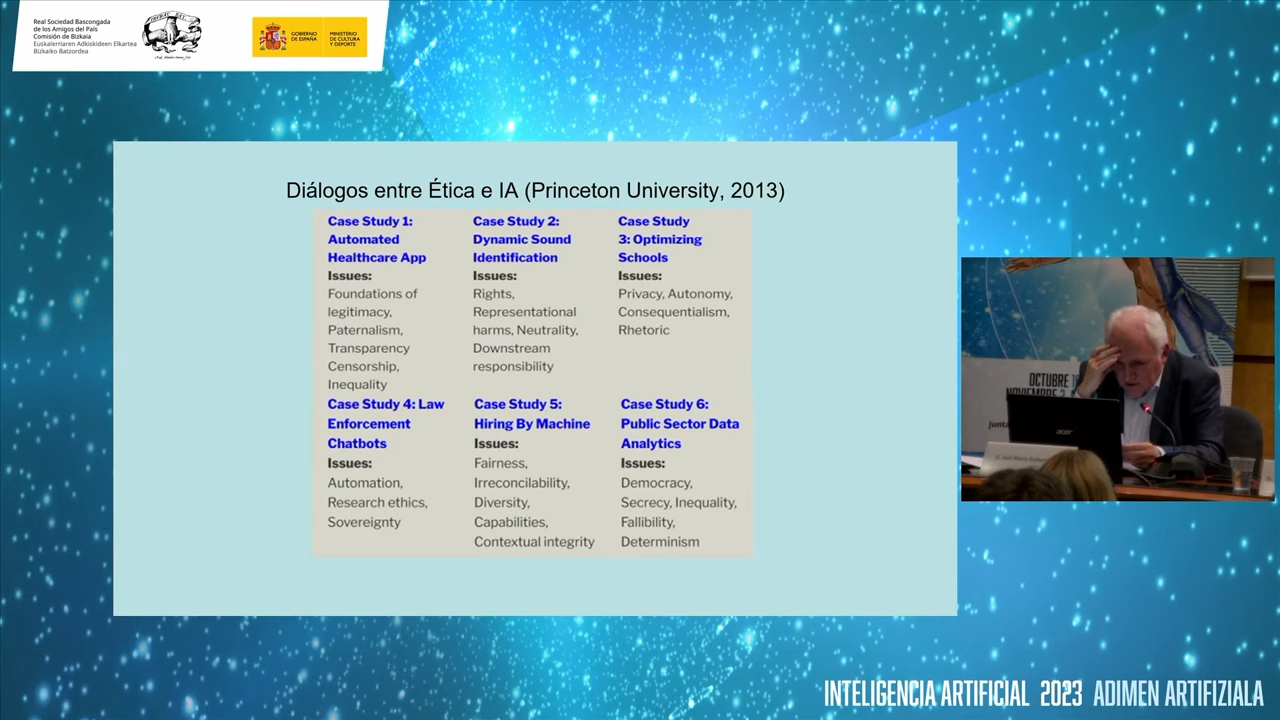 Real Sociedad Bascongada
de los Amigos del País
Comisión de Bizkaia
Euskalerriaren Adkiskideen Elkartea
Bizkaiko Batzordea
GOBIERNO
DE ESPAÑA
MINISTERIO
DE CULTURA
Y DEPORTE
Diálogos entre Ética e IA (Princeton University, 2013)
Case Study 1:
Automated
Healthcare App
Issues:
Foundations of
legitimacy,
Paternalism,
Transparency
Censorship,
Inequality
Case Study 2:
Dynamic Sound
Identification
Issues:
Rights,
Representational
harms, Neutrality,
Downstream
responsibility
Case Study
3: Optimizing
Schools
Issues:
Privacy, Autonomy,
Consequentialism,
Rhetoric
Case Study 4: Law
Enforcement
Chatbots
Issues:
Automation,
Research ethics,
Sovereignty
Case Study 5:
Hiring By Machine
Issues:
Fairness,
Irreconcilability,
Diversity,
Capabilities,
Contextual integrity
Case Study 6:
Public Sector Data
Analytics
Issues:
Democracy,
Secrecy, Inequality,
Fallibility,
Determinism
OCTUBRE
NOVIEMBRE
acer
INTELIGENCIA ARTIFICIAL 2023 ADIMEN ARTIFIZIALA